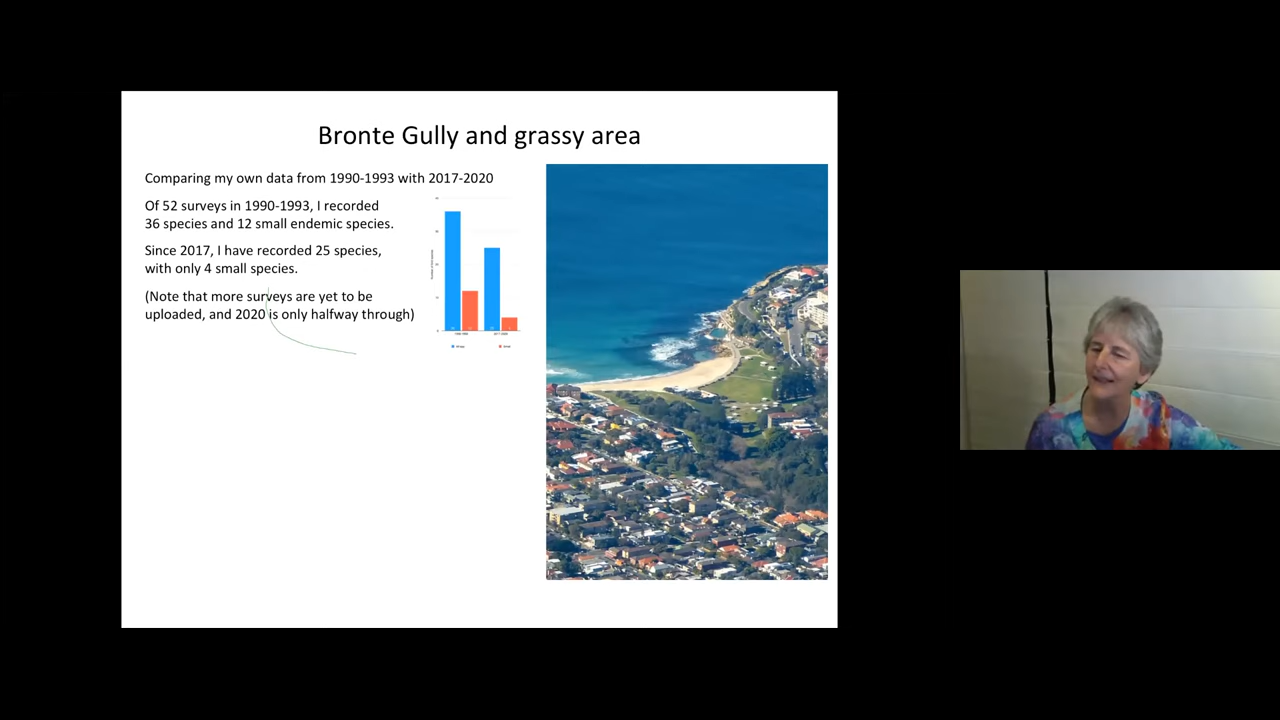 Bronte Gully and grassy area
Comparing my own data from 1990-1993 with 2017-2020
Of 52 surveys in 1990-1993, I recorded
36 species and 12 small endemic species.
Since 2017, I have recorded 25 species,
with only 4 small species.
(Note that more surveys are yet to be
uploaded, and 2020 is only halfway through)